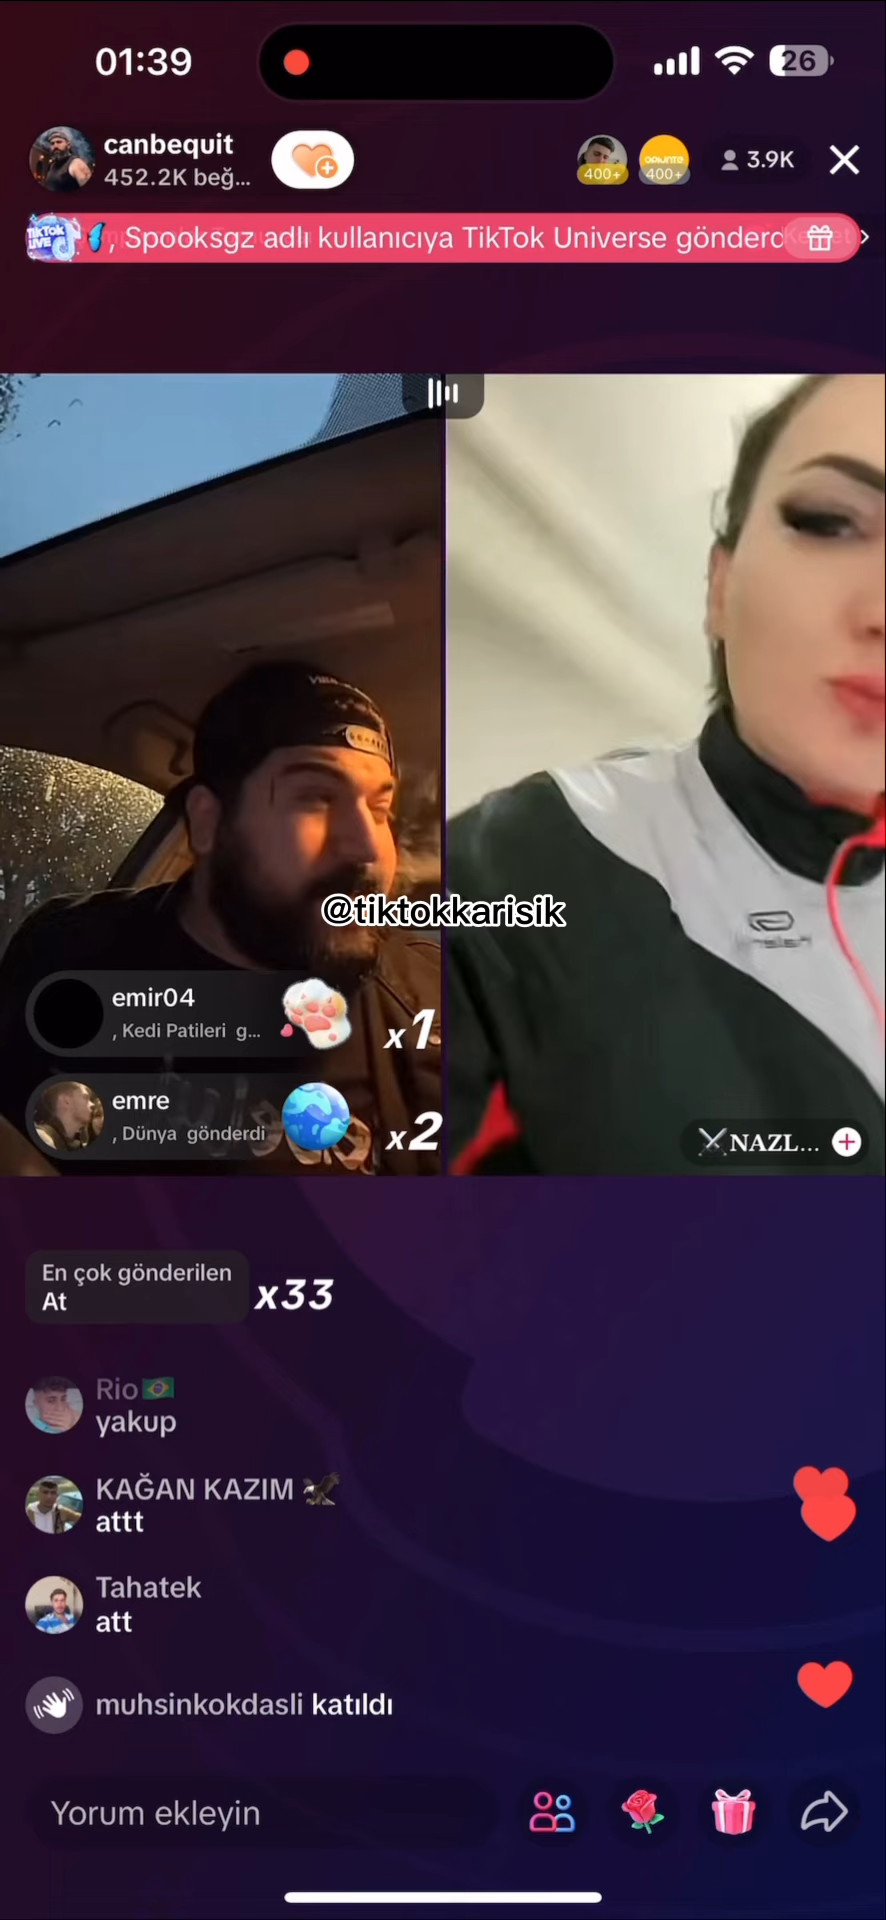 01:39
26
canbequit
452.2K beğ...
400+
400+
3.9K
TikTok
LIVE
, Spooksgz adlı kullanıcıya TikTok Universe gönderd
@tiktokkarisik
emir04
, Kedi Patileri g...
x1
emre
, Dünya gönderdi
x2
NAZL...
En çok gönderilen
At
x33
Rio
yakup
KAĞAN KAZIM
attt
Tahatek
att
muhsinkokdasli katıldı
Yorum ekleyin